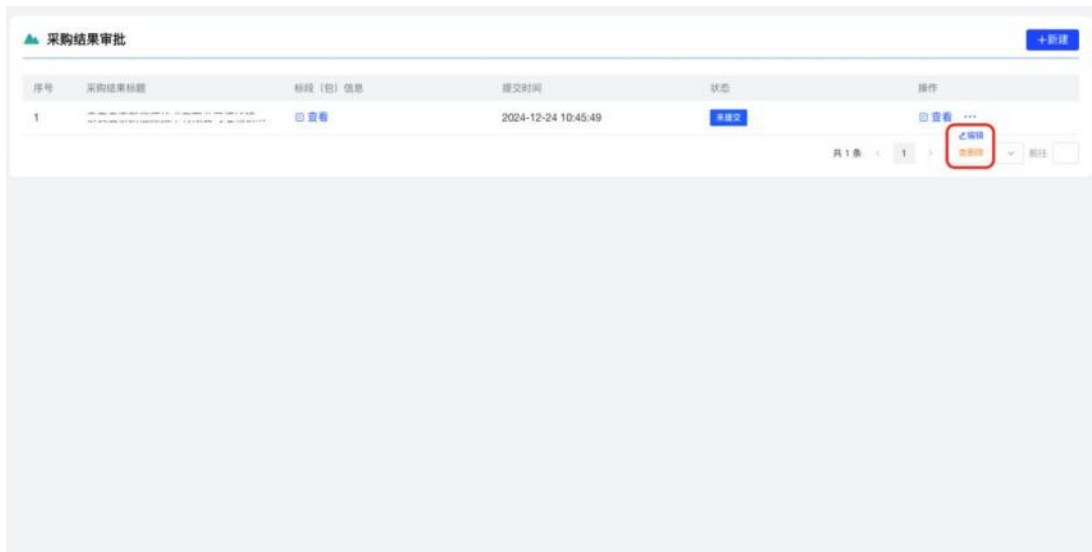 采购结果审批
+新建
序号 采购结果标题 标段（包）信息 提交时间 状态 操作
1 查看 2024-12-24 10:45:49 未提交 查看 ...
编辑
共 1 条 < 1 > 删除 前往